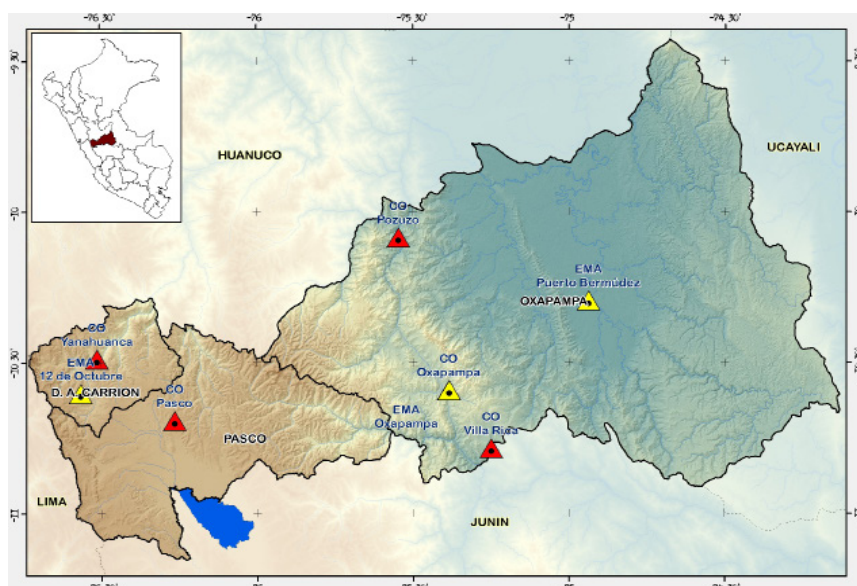 -76.30
-76
-75.30
-75
-74.30
-9.30
HUANUCO
UCAYALI
-10
CO
Pozuzo
EMA
Puerto Bermúdez
OXAPAMPA
CO
Yanahuanca
-10.30
EMA
12 de Octubre
D. A. CARRION
CO
Pasco
CO
Oxapampa
EMA
Oxapampa
CO
Villa Rica
PASCO
LIMA
-11
JUNIN